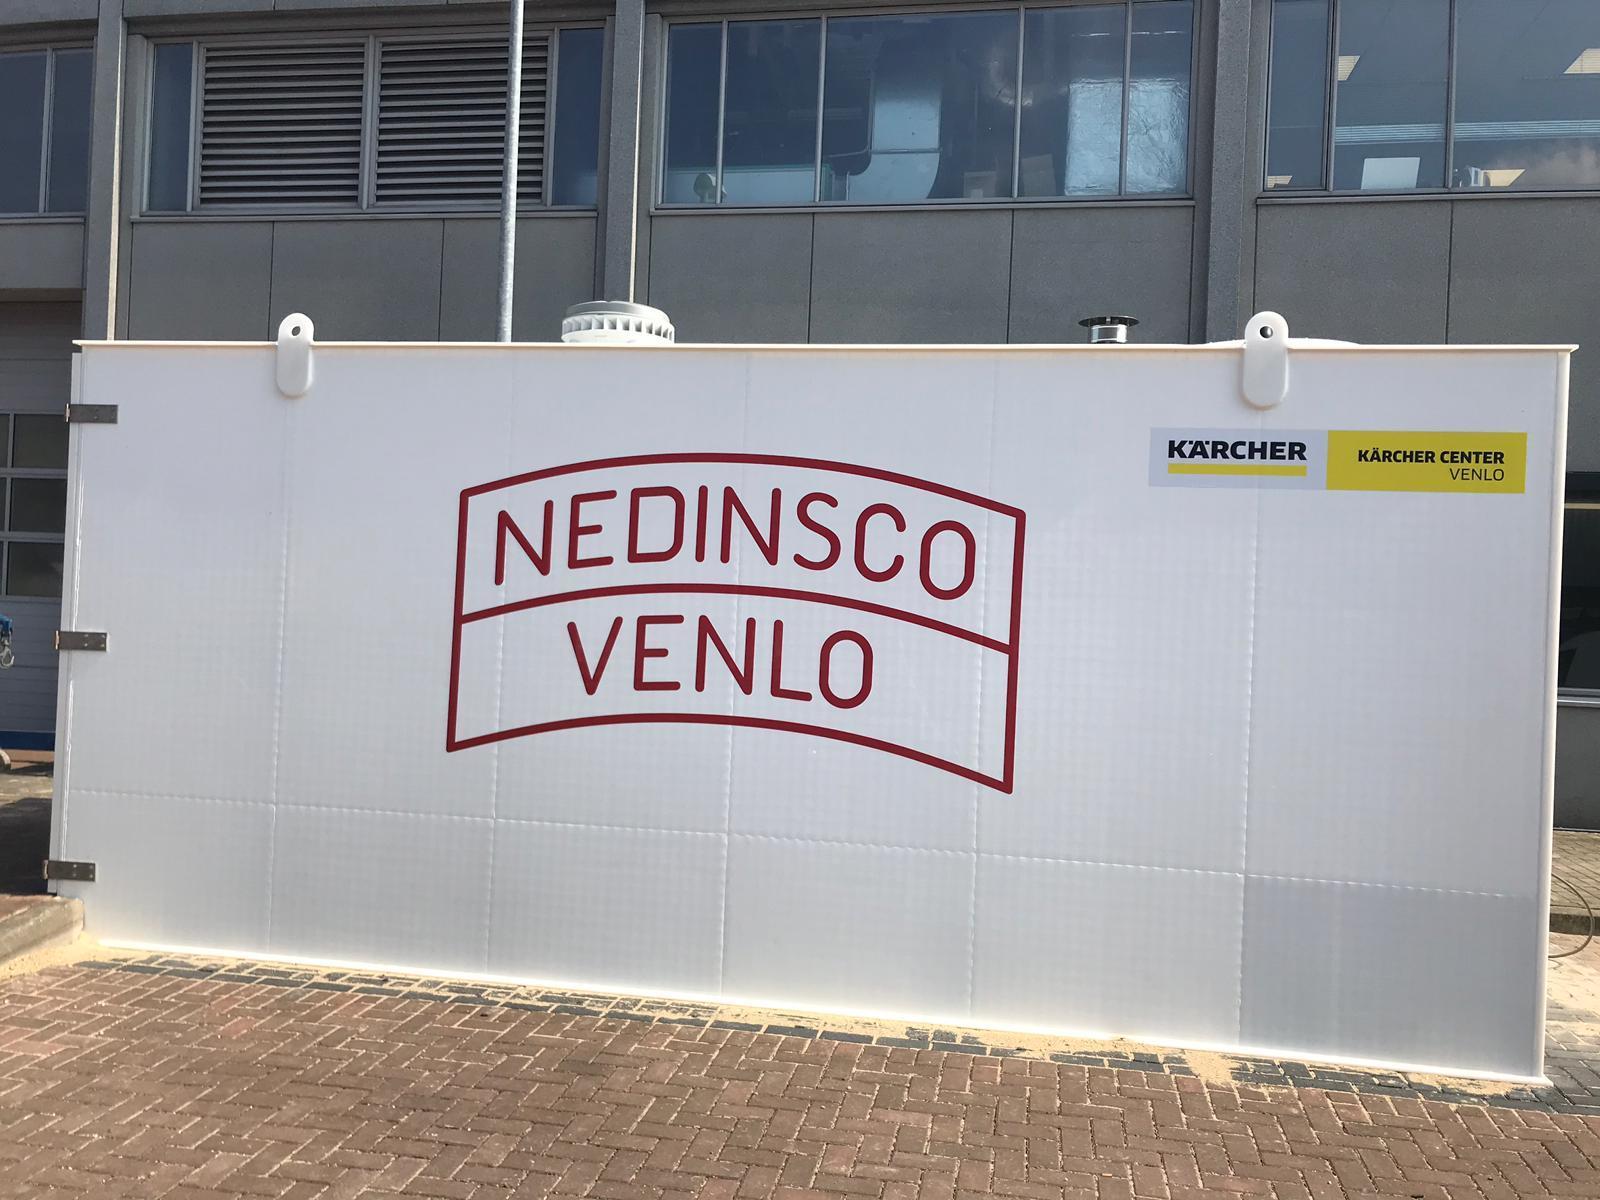 NEDINSCO
VENLO
KÄRCHER
KÄRCHER CENTER
VENLO